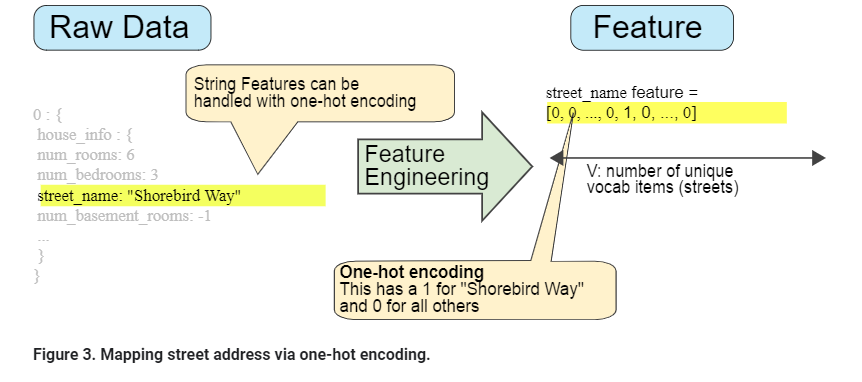 Raw Data
Feature
String Features can be
handled with one-hot encoding
0 : {
house_info : {
num_rooms: 6
num_bedrooms: 3
street_name: "Shorebird Way"
num_basement_rooms: -1
...
}
}
Feature
Engineering
street_name feature =
[0, 0, ..., 0, 1, 0, ..., 0]
V: number of unique
vocab items (streets)
One-hot encoding
This has a 1 for "Shorebird Way"
and 0 for all others
Figure 3. Mapping street address via one-hot encoding.